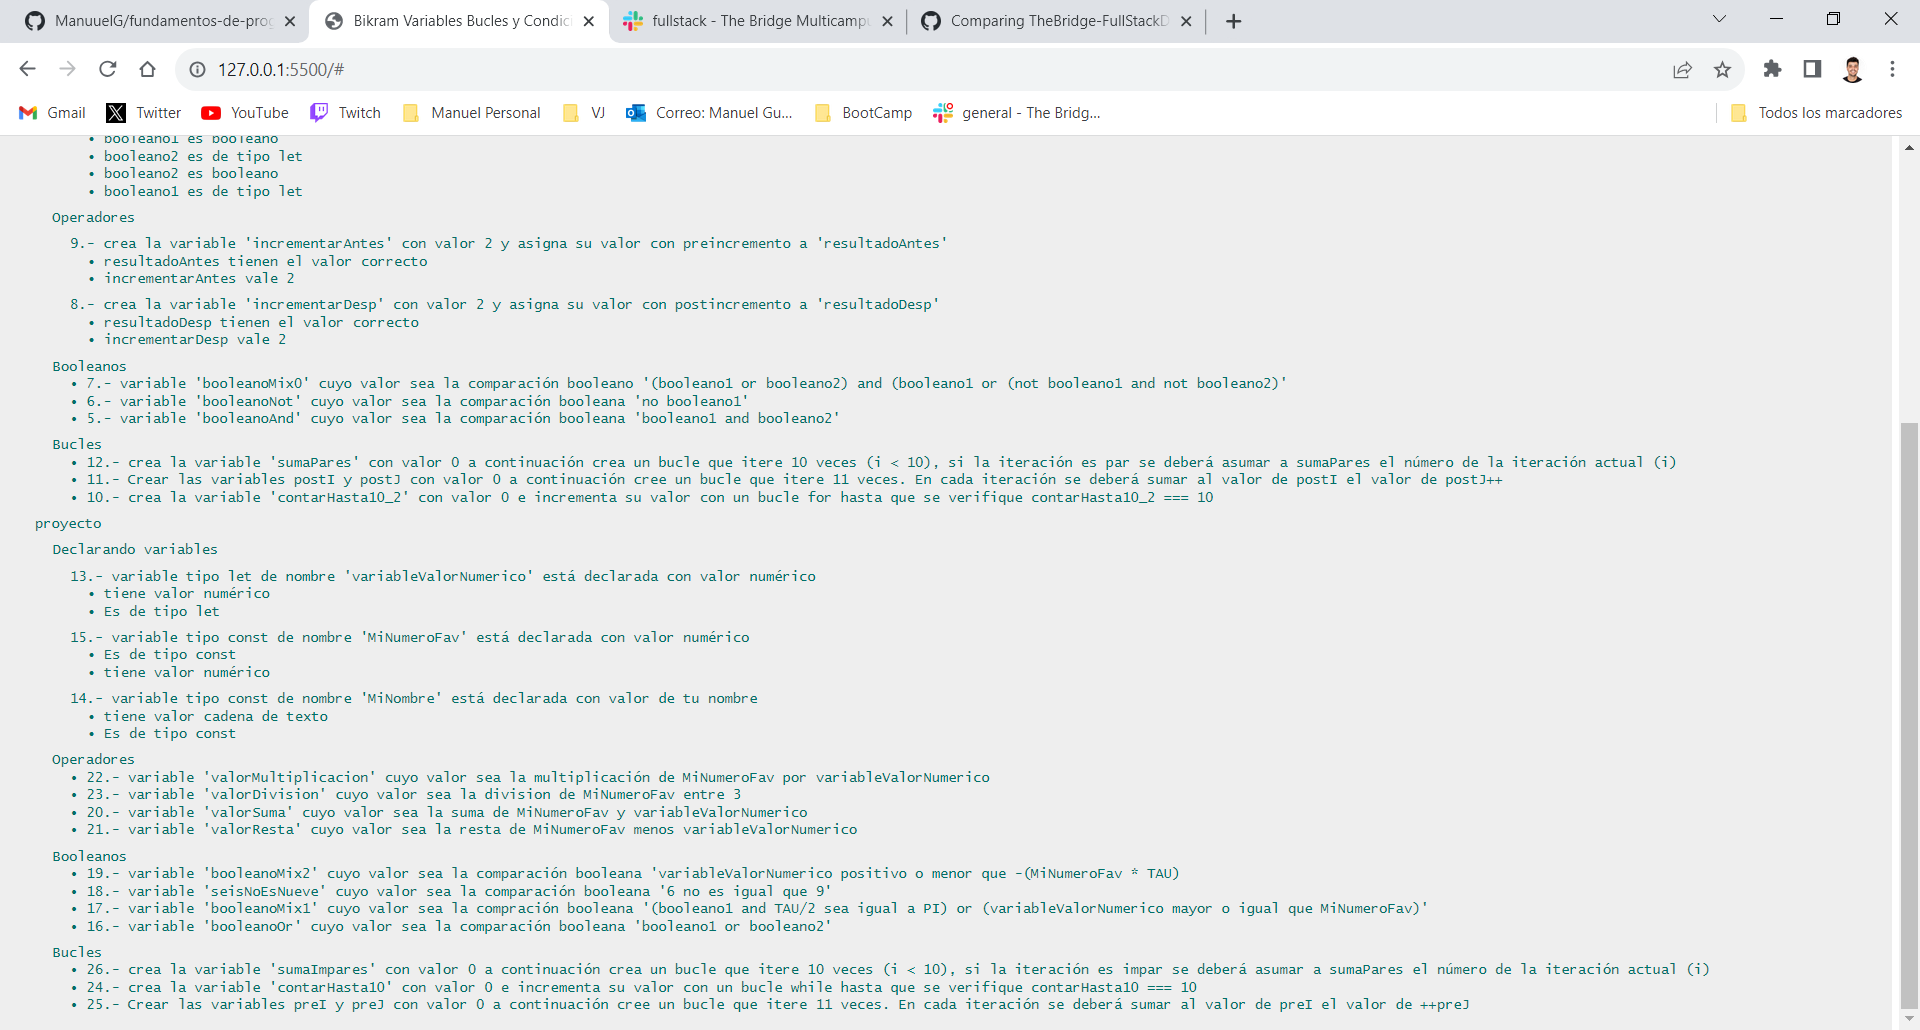 ManuuelG/fundamentos-de-prog
Bikram Variables Bucles y Condici
fullstack - The Bridge Multicampu
Comparing TheBridge-FullStackD
127.0.0.1:5500/#
Gmail
Twitter
YouTube
Twitch
Manuel Personal
VJ
Correo: Manuel Gu...
BootCamp
general - The Bridg...
Todos los marcadores
• booleano1 es booleano
• booleano2 es de tipo let
• booleano2 es booleano
• booleano1 es de tipo let
Operadores
9.- crea la variable 'incrementarAntes' con valor 2 y asigna su valor con preincremento a 'resultadoAntes'
• resultadoAntes tienen el valor correcto
• incrementarAntes vale 2
8.- crea la variable 'incrementarDesp' con valor 2 y asigna su valor con postincremento a 'resultadoDesp'
• resultadoDesp tienen el valor correcto
• incrementarDesp vale 2
Booleanos
• 7.- variable 'booleanoMix0' cuyo valor sea la comparación booleano '(booleano1 or booleano2) and (booleano1 or (not booleano1 and not booleano2)'
• 6.- variable 'booleanoNot' cuyo valor sea la comparación booleana 'no booleano1'
• 5.- variable 'booleanoAnd' cuyo valor sea la comparación booleana 'booleano1 and booleano2'
Bucles
• 12.- crea la variable 'sumaPares' con valor 0 a continuación crea un bucle que itere 10 veces (i < 10), si la iteración es par se deberá asumar a sumaPares el número de la iteración actual (i)
• 11.- Crear las variables postI y postJ con valor 0 a continuación cree un bucle que itere 11 veces. En cada iteración se deberá sumar al valor de postI el valor de postJ++
• 10.- crea la variable 'contarHasta10_2' con valor 0 e incrementa su valor con un bucle for hasta que se verifique contarHasta10_2 === 10
proyecto
Declarando variables
13.- variable tipo let de nombre 'variableValorNumerico' está declarada con valor numérico
• tiene valor numérico
• Es de tipo let
15.- variable tipo const de nombre 'MiNumeroFav' está declarada con valor numérico
• Es de tipo const
• tiene valor numérico
14.- variable tipo const de nombre 'MiNombre' está declarada con valor de tu nombre
• tiene valor cadena de texto
• Es de tipo const
Operadores
• 22.- variable 'valorMultiplicacion' cuyo valor sea la multiplicación de MiNumeroFav por variableValorNumerico
• 23.- variable 'valorDivision' cuyo valor sea la division de MiNumeroFav entre 3
• 20.- variable 'valorSuma' cuyo valor sea la suma de MiNumeroFav y variableValorNumerico
• 21.- variable 'valorResta' cuyo valor sea la resta de MiNumeroFav menos variableValorNumerico
Booleanos
• 19.- variable 'booleanoMix2' cuyo valor sea la comparación booleana 'variableValorNumerico positivo o menor que -(MiNumeroFav * TAU)
• 18.- variable 'seisNoEsNueve' cuyo valor sea la comparación booleana '6 no es igual que 9'
• 17.- variable 'booleanoMix1' cuyo valor sea la compración booleana '(booleano1 and TAU/2 sea igual a PI) or (variableValorNumerico mayor o igual que MiNumeroFav)'
• 16.- variable 'booleanoOr' cuyo valor sea la comparación booleana 'booleano1 or booleano2'
Bucles
• 26.- crea la variable 'sumaImpares' con valor 0 a continuación crea un bucle que itere 10 veces (i < 10), si la iteración es impar se deberá asumar a sumaPares el número de la iteración actual (i)
• 24.- crea la variable 'contarHasta10' con valor 0 e incrementa su valor con un bucle while hasta que se verifique contarHasta10 === 10
• 25.- Crear las variables preI y preJ con valor 0 a continuación cree un bucle que itere 11 veces. En cada iteración se deberá sumar al valor de preI el valor de ++preJ